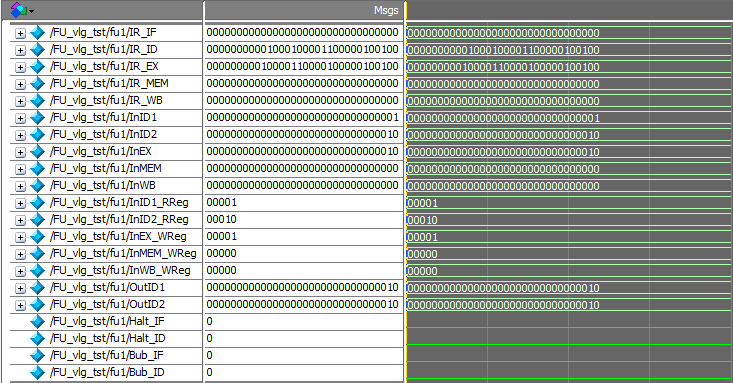 Msgs
/FU_vlg_tst/fu1/IR_IF 00000000000000000000000000000000 00000000000000000000000000000000
/FU_vlg_tst/fu1/IR_ID 00000000001000100001100000100100 00000000001000100001100000100100
/FU_vlg_tst/fu1/IR_EX 00000000010000110000100000100100 00000000010000110000100000100100
/FU_vlg_tst/fu1/IR_MEM 00000000000000000000000000000000 00000000000000000000000000000000
/FU_vlg_tst/fu1/IR_WB 00000000000000000000000000000000 00000000000000000000000000000000
/FU_vlg_tst/fu1/InID1 00000000000000000000000000000001 00000000000000000000000000000001
/FU_vlg_tst/fu1/InID2 00000000000000000000000000000010 00000000000000000000000000000010
/FU_vlg_tst/fu1/InEX 00000000000000000000000000000010 00000000000000000000000000000010
/FU_vlg_tst/fu1/InMEM 00000000000000000000000000000000 00000000000000000000000000000000
/FU_vlg_tst/fu1/InWB 00000000000000000000000000000000 00000000000000000000000000000000
/FU_vlg_tst/fu1/InID1_RReg 00001 00001
/FU_vlg_tst/fu1/InID2_RReg 00010 00010
/FU_vlg_tst/fu1/InEX_WReg 00001 00001
/FU_vlg_tst/fu1/InMEM_WReg 00000 00000
/FU_vlg_tst/fu1/InWB_WReg 00000 00000
/FU_vlg_tst/fu1/OutID1 00000000000000000000000000000010 00000000000000000000000000000010
/FU_vlg_tst/fu1/OutID2 00000000000000000000000000000010 00000000000000000000000000000010
/FU_vlg_tst/fu1/Halt_IF 0
/FU_vlg_tst/fu1/Halt_ID 0
/FU_vlg_tst/fu1/Bub_IF 0
/FU_vlg_tst/fu1/Bub_ID 0